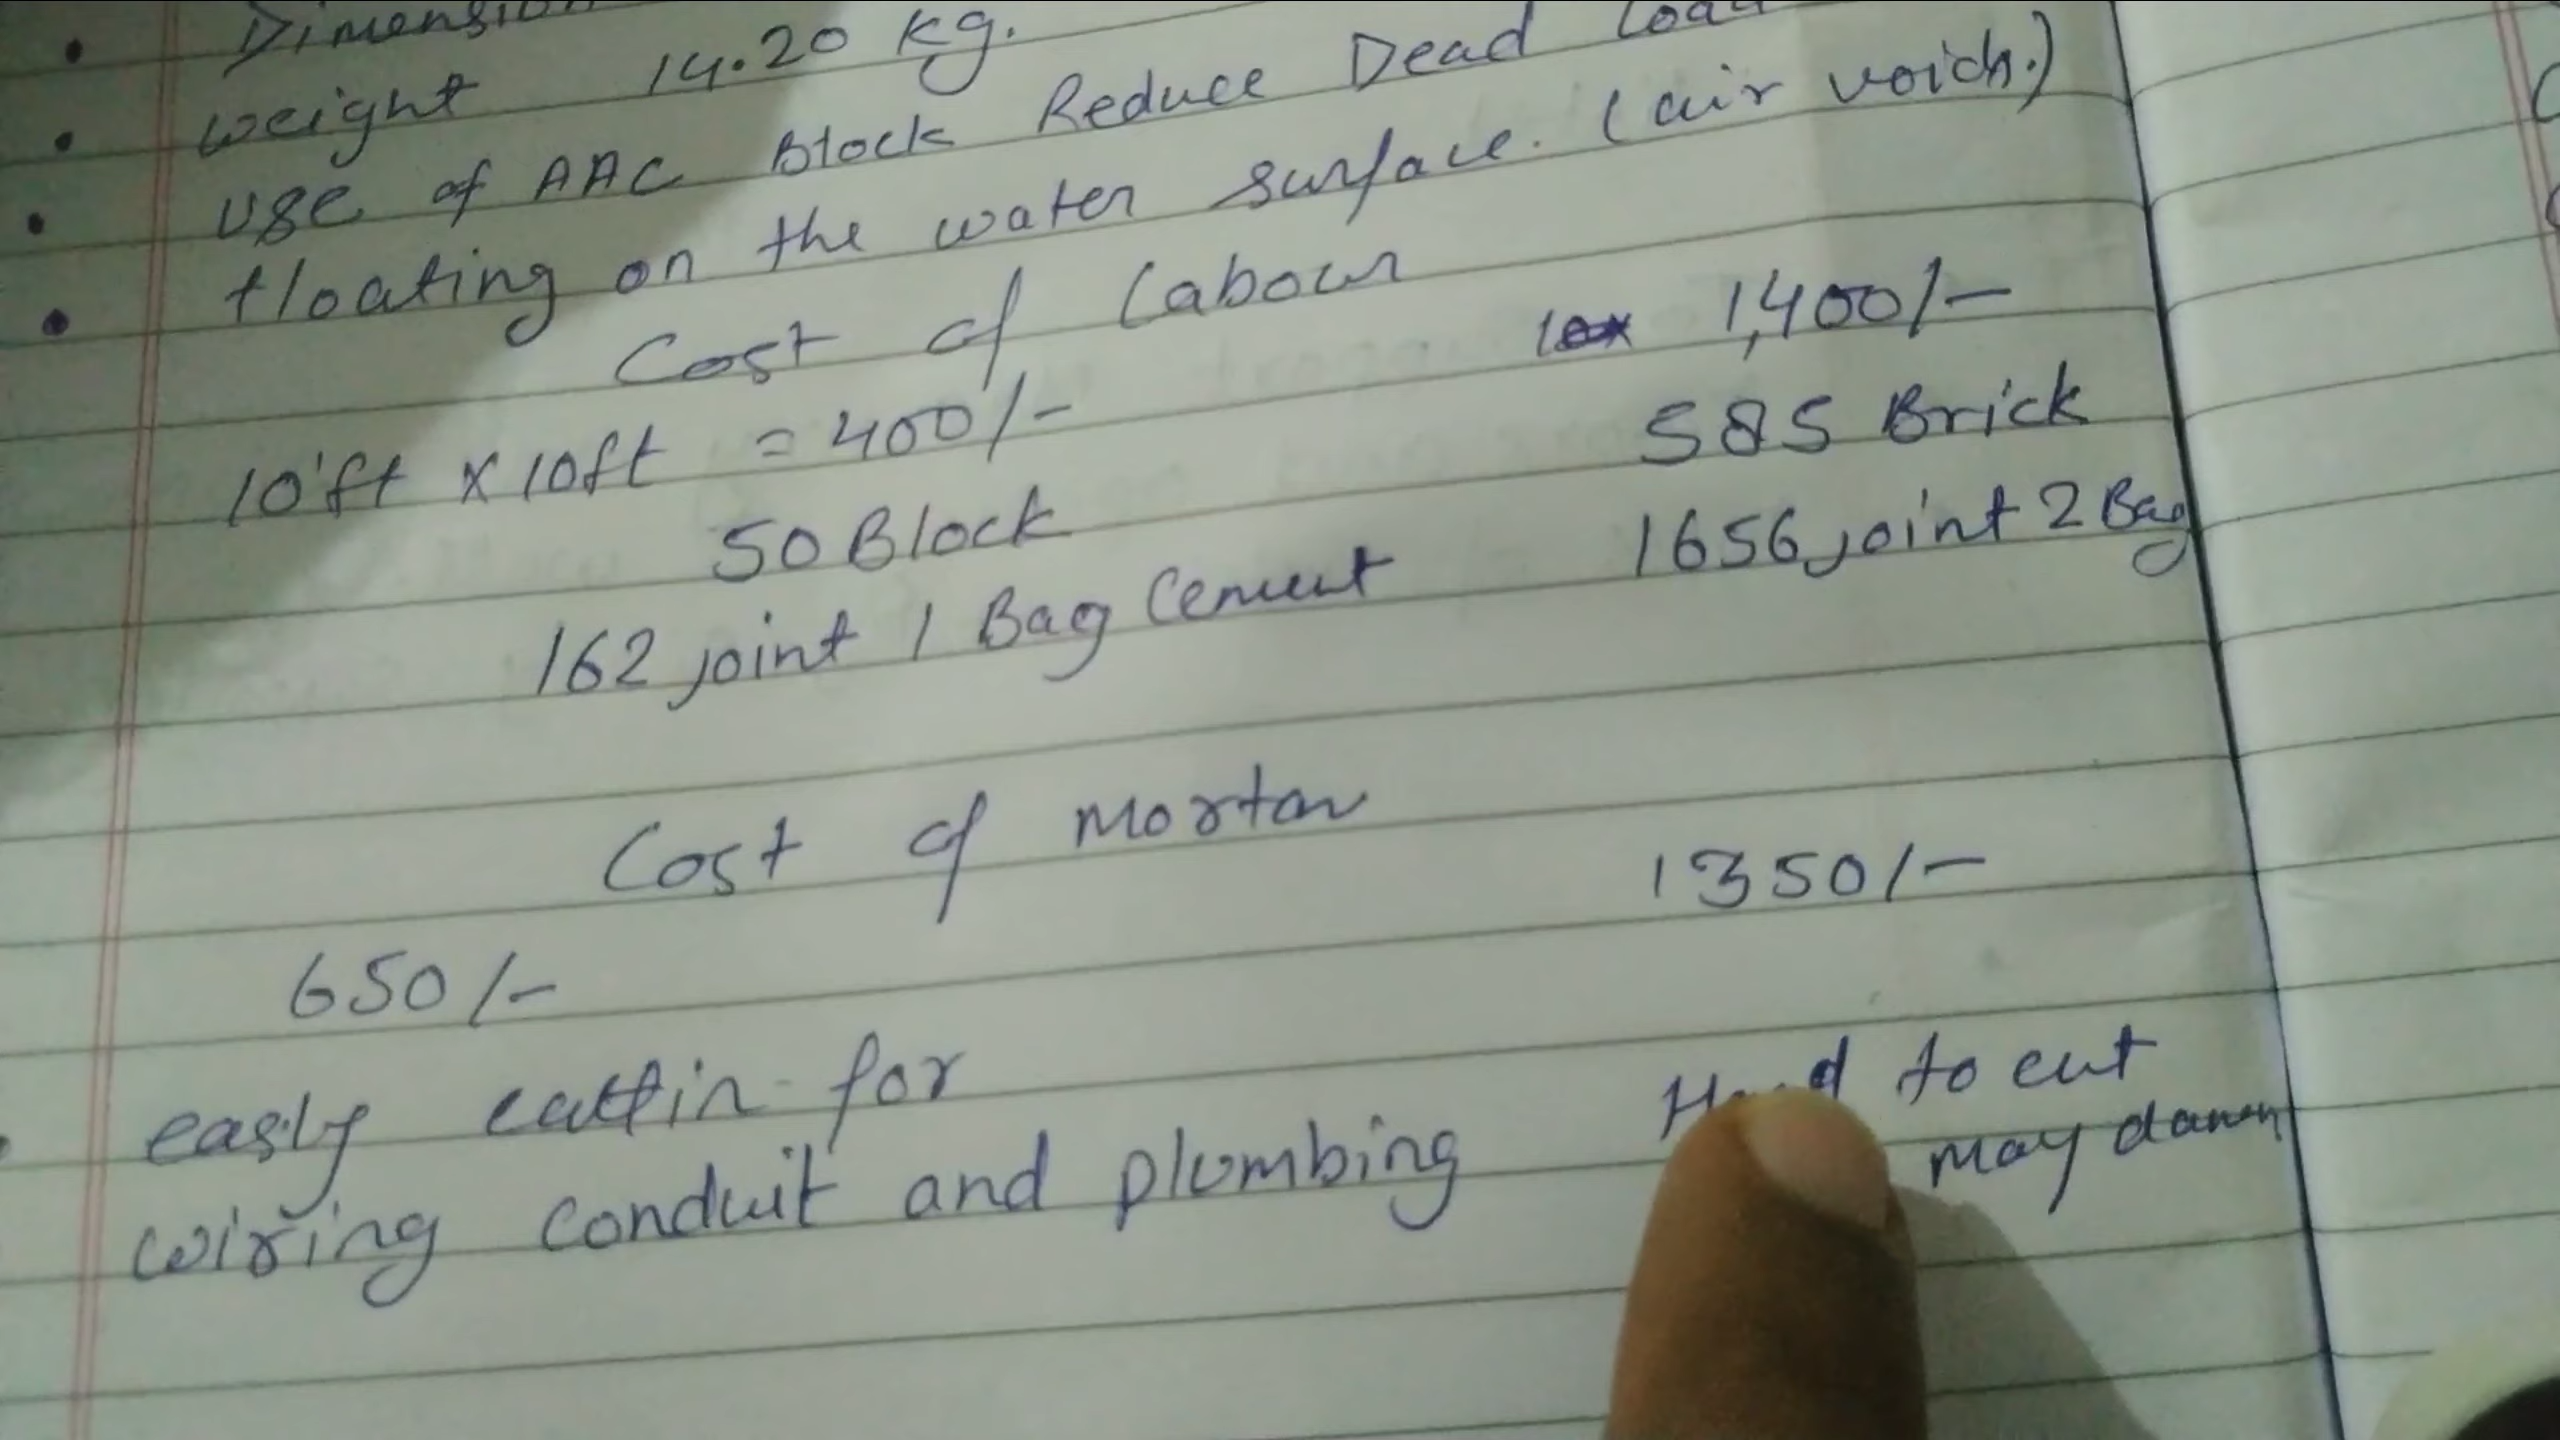 • Dimension
• weight 14.20 kg.
• use of AAC Block Reduce Dead Load
• floating on the water surface. (air voids.)
Cost of Labour
10'ft x 10ft = 400/- 1,400/-
50 Block 585 Brick
162 joint 1 Bag Cement 1656 joint 2 Bag
Cost of Mortar
650/- 1350/-
• easily cuttin for to cut
wiring conduit and plumbing may